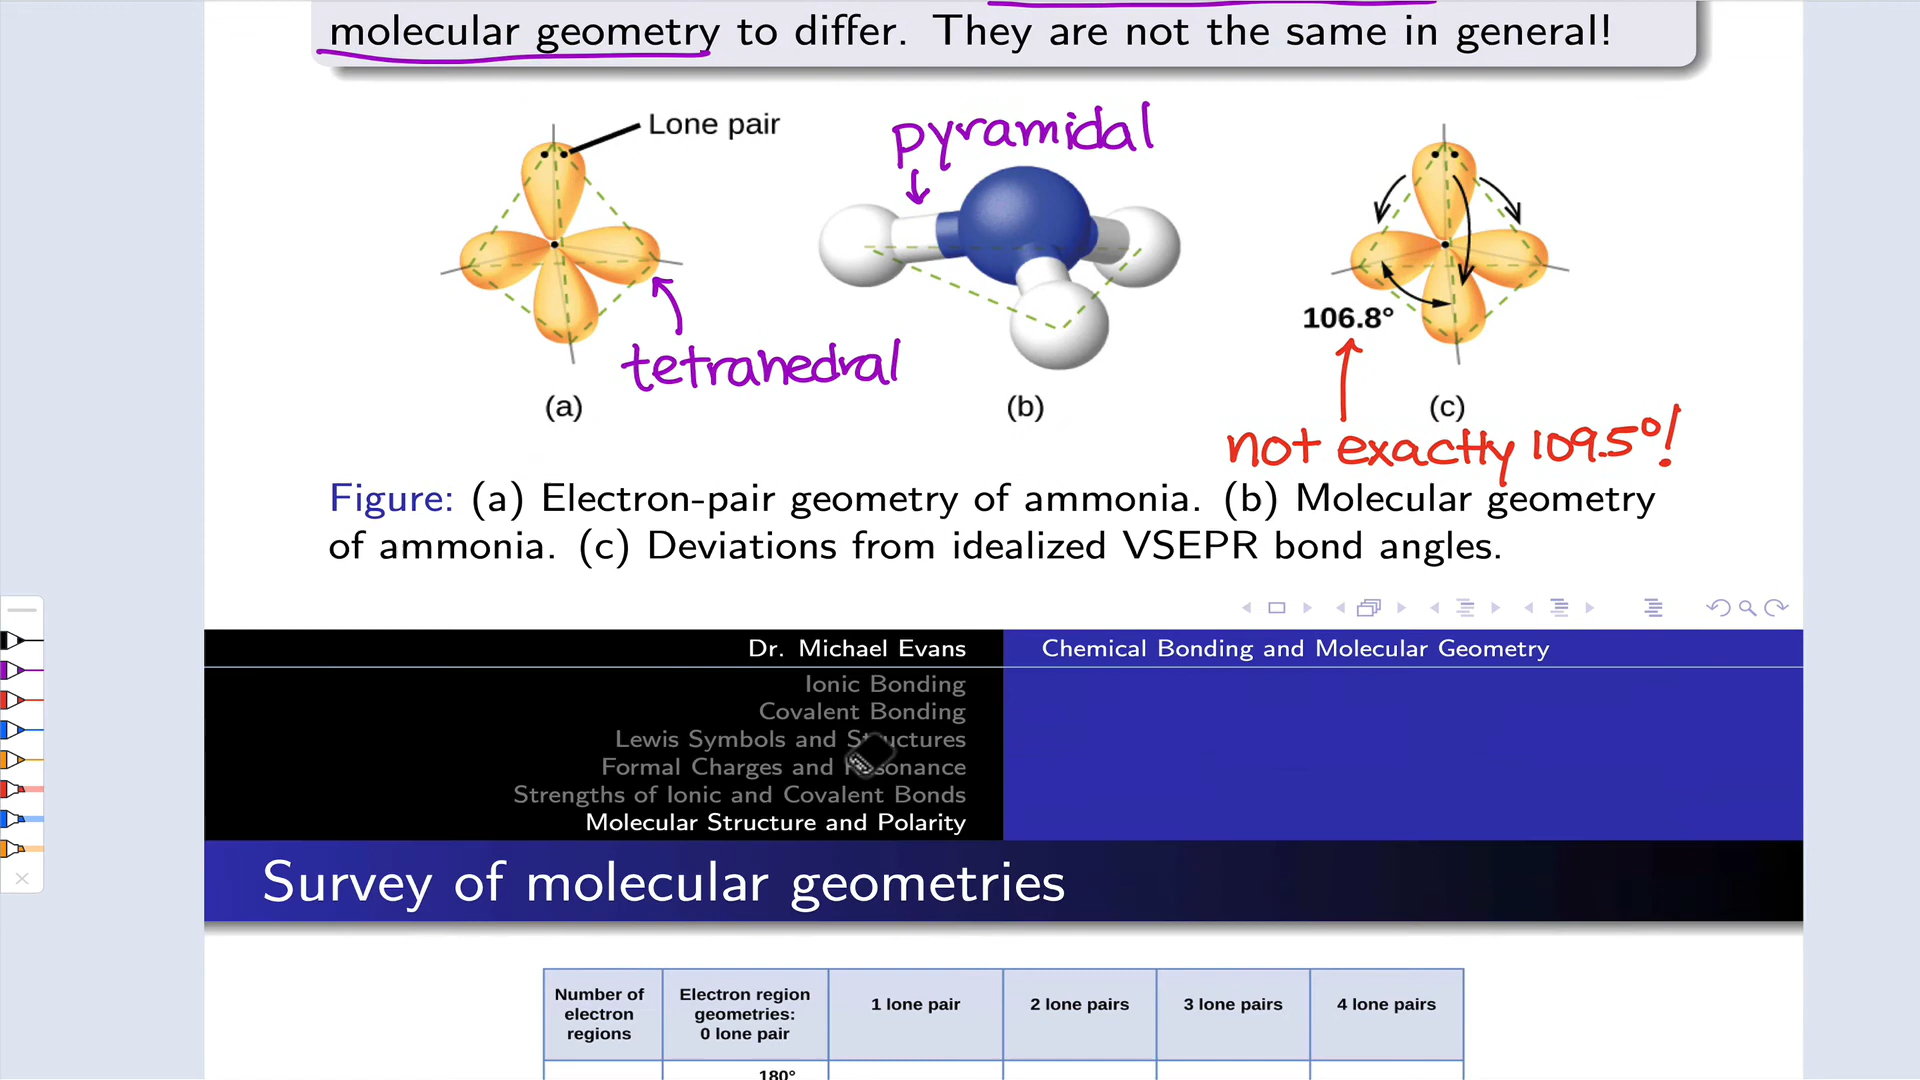 molecular geometry to differ. They are not the same in general!
Lone pair
pyramidal
106.8°
tetrahedral
(a)
(b)
(c)
not exactly 109.5°!
Figure: (a) Electron-pair geometry of ammonia. (b) Molecular geometry
of ammonia. (c) Deviations from idealized VSEPR bond angles.
Dr. Michael Evans
Chemical Bonding and Molecular Geometry
Ionic Bonding
Covalent Bonding
Lewis Symbols and Structures
Formal Charges and Resonance
Strengths of Ionic and Covalent Bonds
Molecular Structure and Polarity
Survey of molecular geometries
Number of
electron
regions
Electron region
geometries:
0 lone pair
1 lone pair
2 lone pairs
3 lone pairs
4 lone pairs
180°